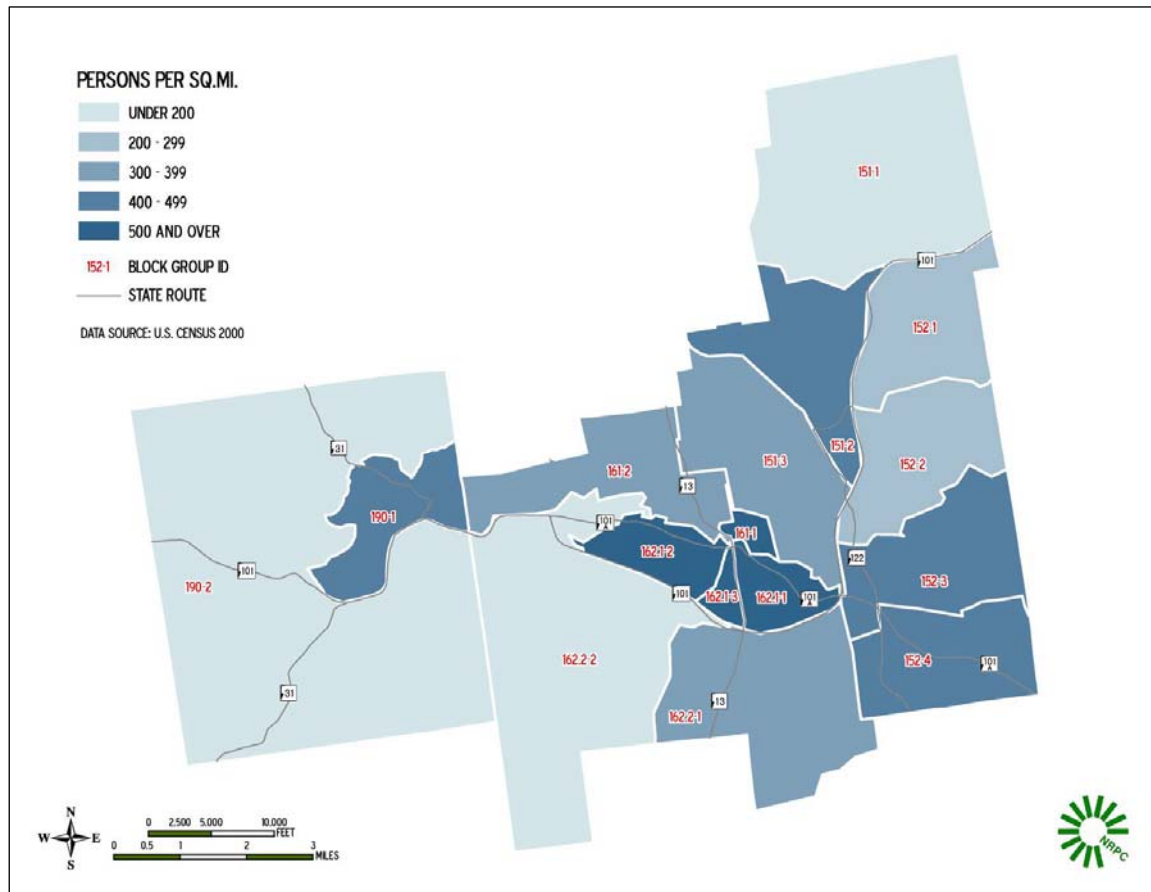 PERSONS PER SQ.MI.
UNDER 200
200 - 299
300 - 399
400 - 499
500 AND OVER
152-1 BLOCK GROUP ID
STATE ROUTE
DATA SOURCE: U.S. CENSUS 2000
151-1
101
152-1
31
151-2
161-2
151-3
152-2
13
190-1
101
A
161-1
162.1-2
122
101
190-2
152-3
101
162.1-3
162.1-1
101
A
162.2-2
152-4
101
A
31
13
162.2-1
N
W E
S
0 2,500 5,000 10,000
FEET
0 0.5 1 2 3
MILES
NRPC